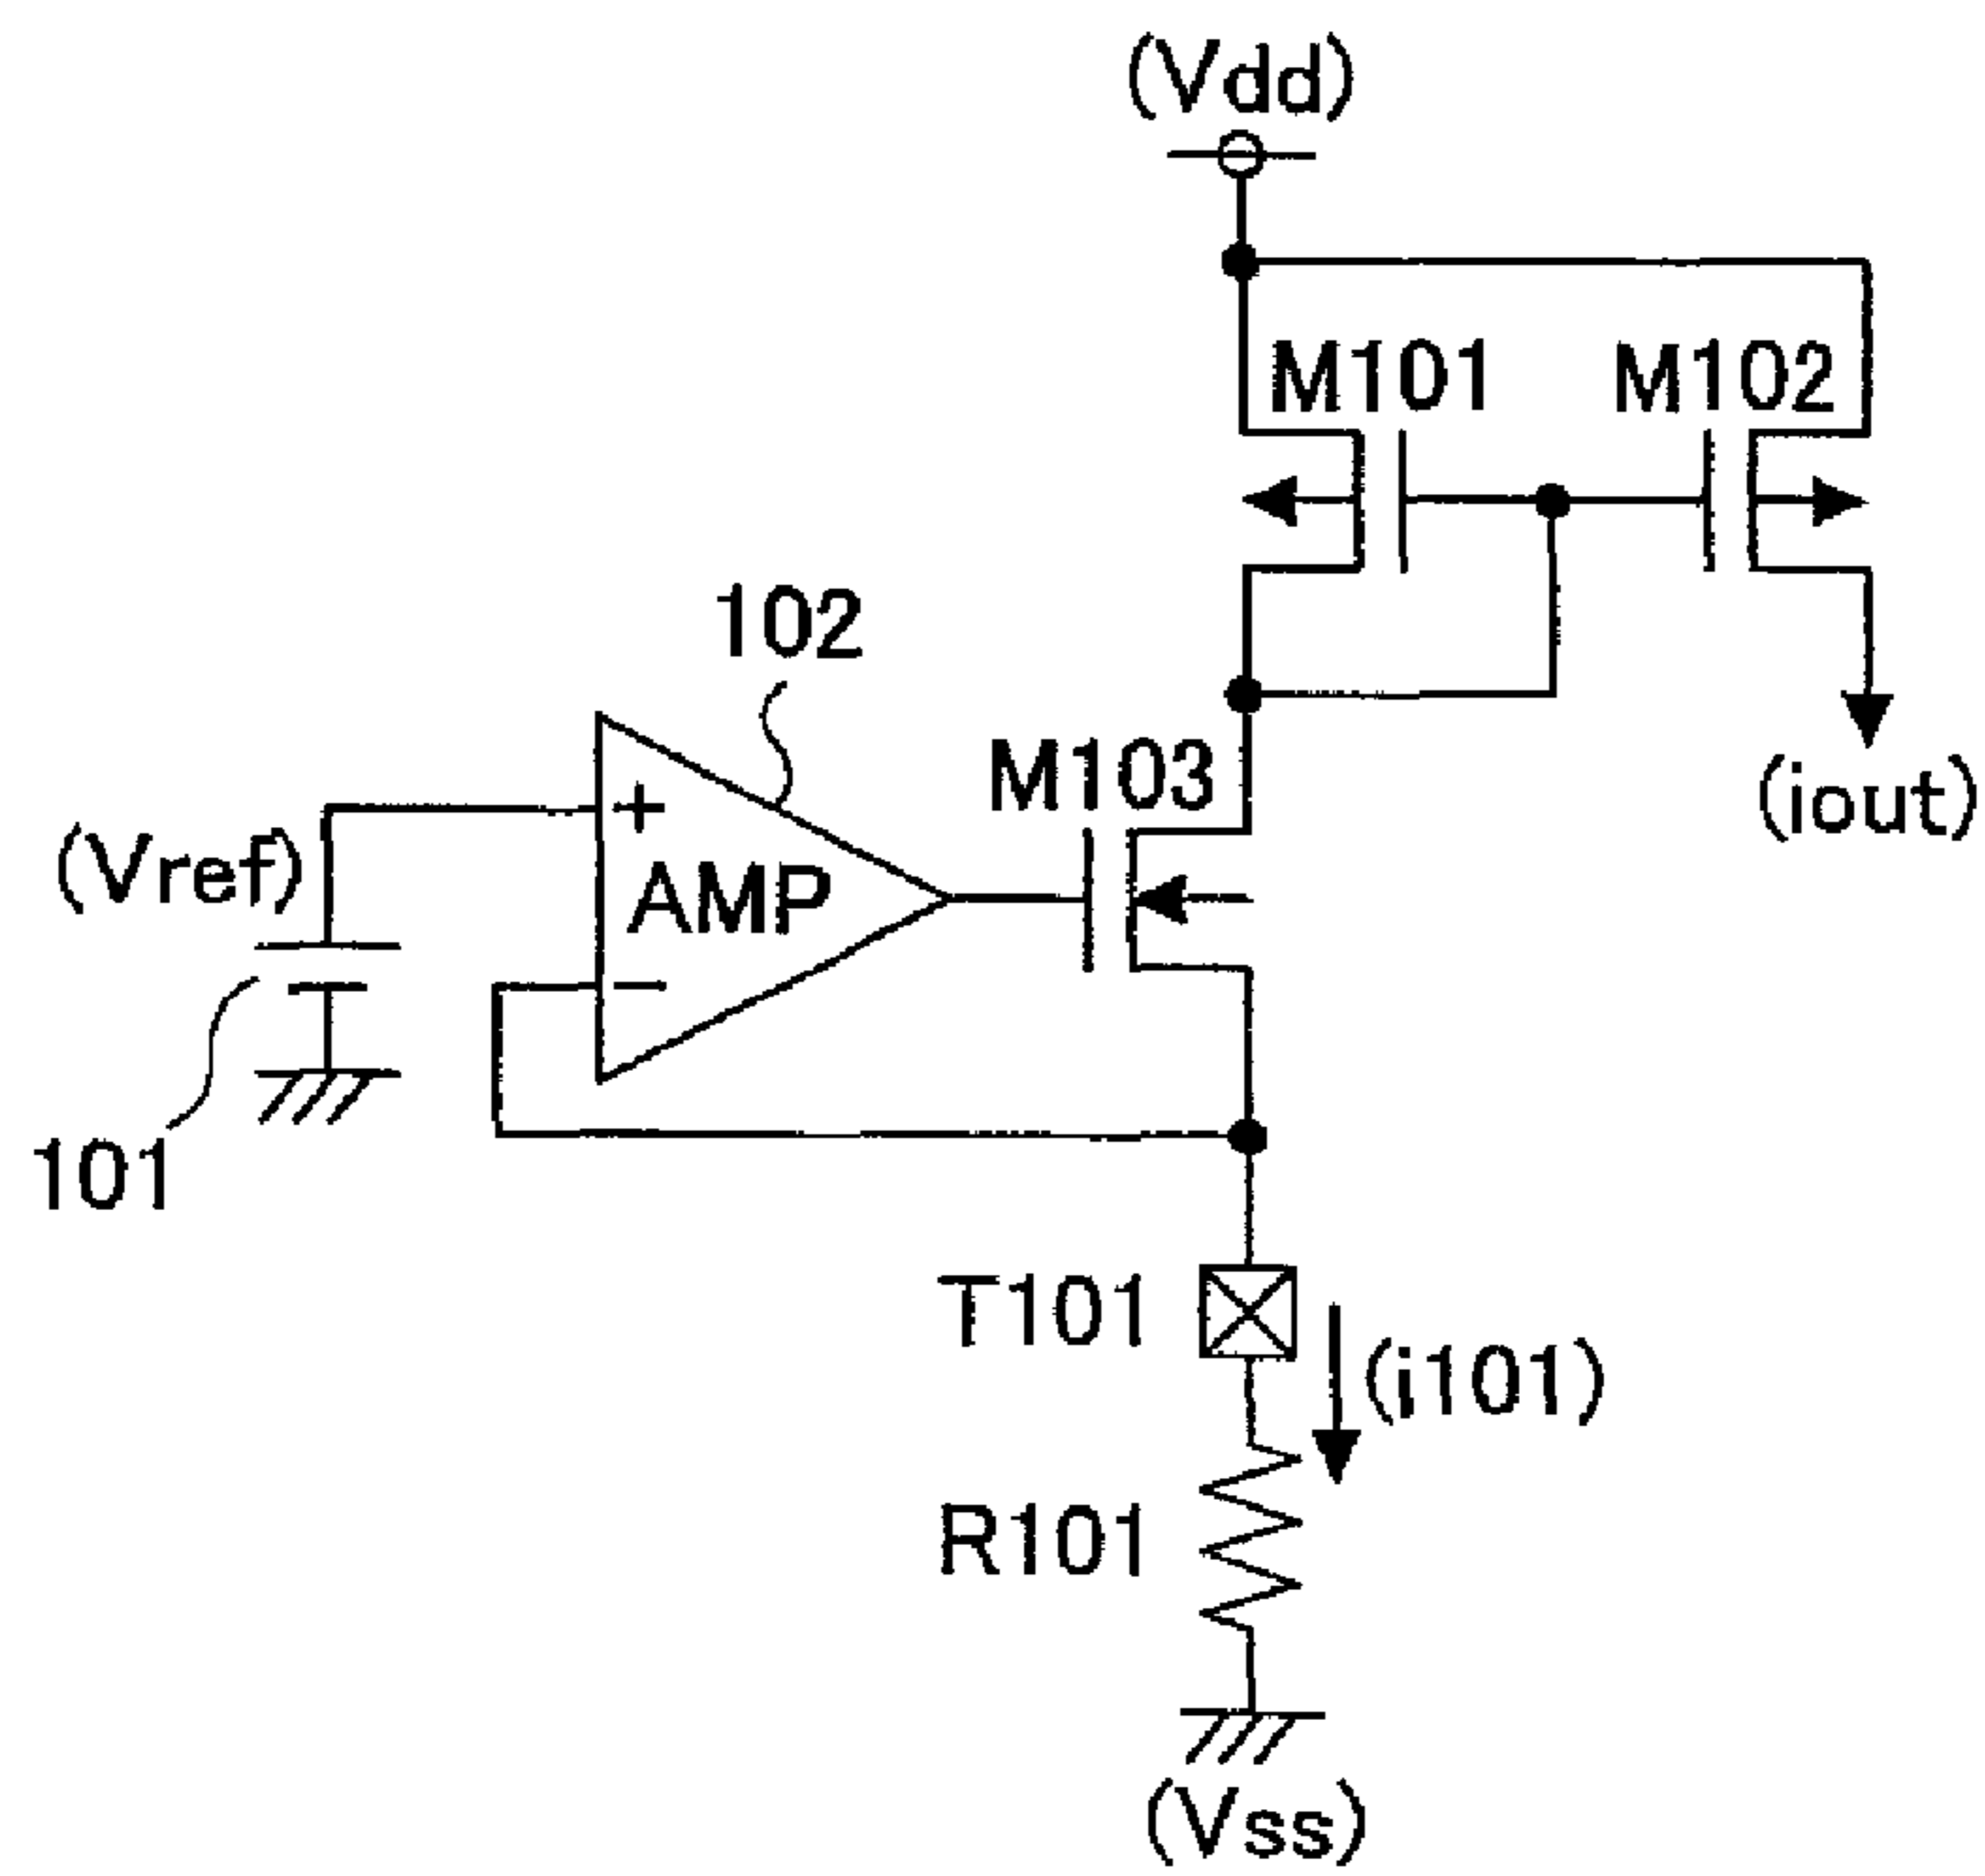 (Vdd)
M101
M102
102
M103
(iout)
(Vref)
+
AMP
−
101
T101
(i101)
R101
(Vss)